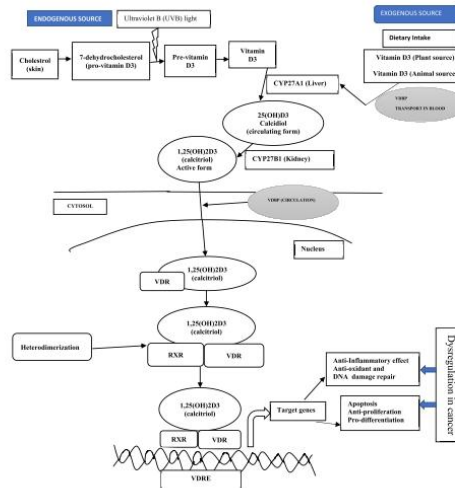 ENDOGENOUS SOURCE
Ultraviolet B (UVB) light
EXOGENOUS SOURCE
Dietary Intake
Cholestrol
(skin)
7-dehydrocholesterol
(pro-vitamin D3)
Pre-vitamin
D3
Vitamin
D3
Vitamin D3 (Plant source)
Vitamin D3 (Animal source)
CYP27A1 (Liver)
VDBP
TRANSPORT IN BLOOD
25(OH)D3
Calcidiol
(circulating form)
1,25(OH)2D3
(calcitriol)
Active form
CYP27B1 (Kidney)
CYTOSOL
VDBP (CIRCULATION)
Nucleus
1,25(OH)2D3
(calcitriol)
VDR
1,25(OH)2D3
(calcitriol)
Heterodimerization
RXR
VDR
Anti-Inflammatory effect
Anti-oxidant and
DNA damage repair
Dysregulation in cancer
1,25(OH)2D3
(calcitriol)
Target genes
Apoptosis
Anti-proliferation
Pro-differentiation
RXR
VDR
VDRE